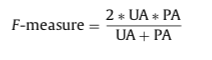 F-measure = 2 ∗ UA ∗ PA / UA + PA